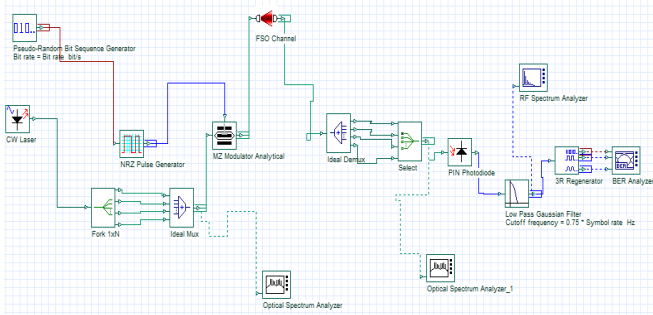 Pseudo-Random Bit Sequence Generator
Bit rate = Bit rate bit/s
FSO Channel
CW Laser
NRZ Pulse Generator
MZ Modulator Analytical
Ideal Demux
Select
PIN Photodiode
RF Spectrum Analyzer
3R Regenerator
BER Analyzer
Low Pass Gaussian Filter
Cutoff frequency = 0.75 * Symbol rate Hz
Fork 1xN
Ideal Mux
Optical Spectrum Analyzer
Optical Spectrum Analyzer_1